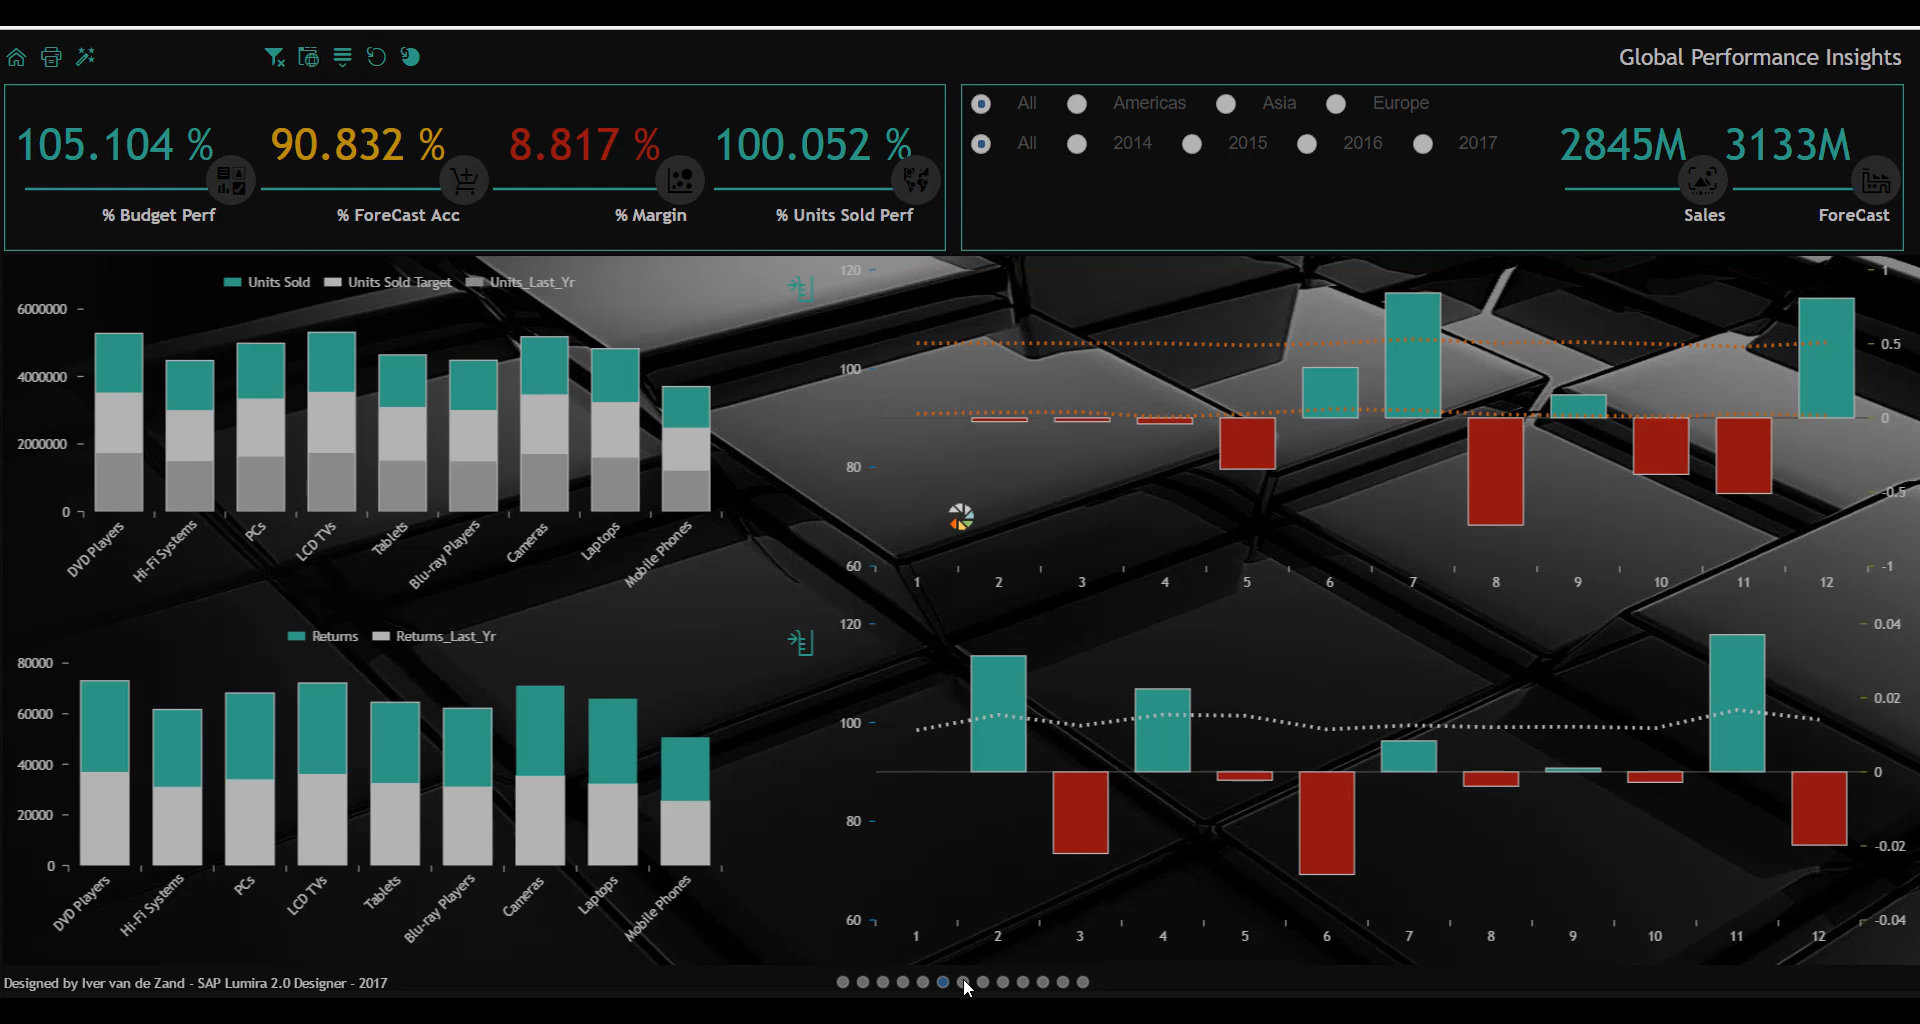 Global Performance Insights
105.104 % 90.832 % 8.817 % 100.052 %
% Budget Perf % ForeCast Acc % Margin % Units Sold Perf
All Americas Asia Europe
All 2014 2015 2016 2017
2845M 3133M
Sales ForeCast
Units Sold Units Sold Target Units_Last_Yr
6000000
4000000
2000000
0
DVD Players Hi-Fi Systems PCs LCD TVs Tablets Blu-ray Players Cameras Laptops Mobile Phones
120
100
80
60
1
0.5
0
-0.5
-1
1 2 3 4 5 6 7 8 9 10 11 12
Returns Returns_Last_Yr
80000
60000
40000
20000
0
DVD Players Hi-Fi Systems PCs LCD TVs Tablets Blu-ray Players Cameras Laptops Mobile Phones
120
100
80
60
0.04
0.02
0
-0.02
-0.04
1 2 3 4 5 6 7 8 9 10 11 12
Designed by Iver van de Zand - SAP Lumira 2.0 Designer - 2017